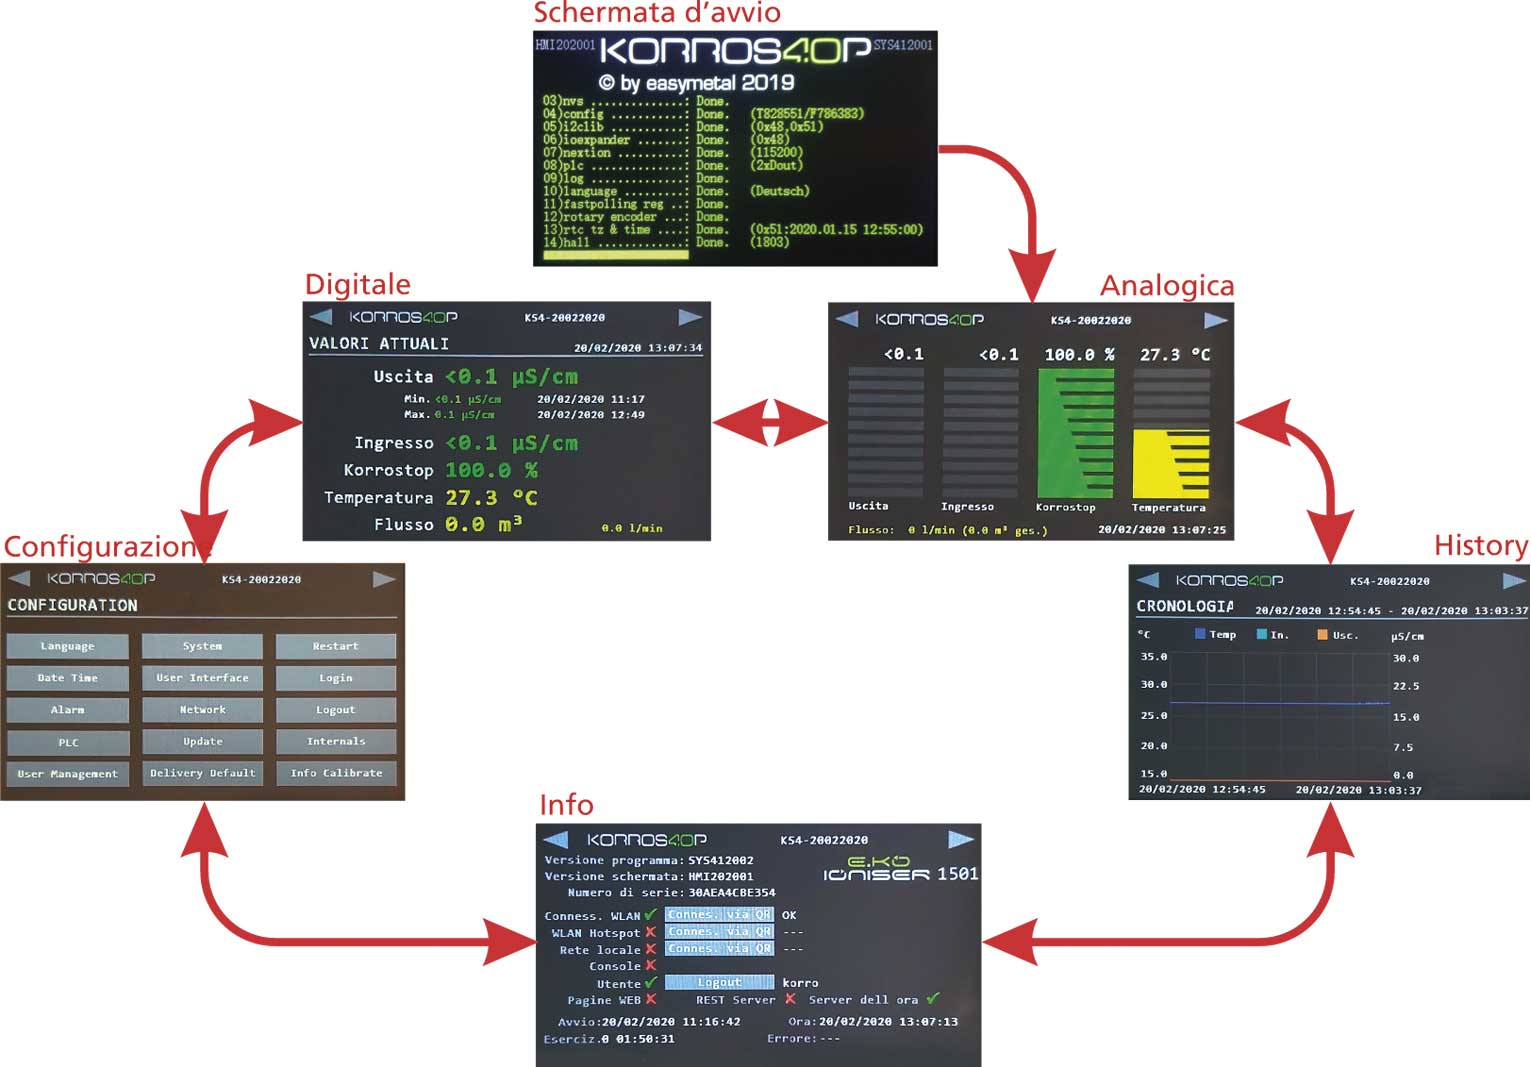 Schermata d'avvio
HMI202001 KORROS4.0P SYS412001
© by easymetal 2019
03)nvs .............: Done.
04)config ..........: Done. (T828551/F786383)
05)i2clib ..........: Done. (0x48,0x51)
06)ioexpander ......: Done. (0x48)
07)nextion .........: Done. (115200)
08)plc .............: Done. (2xDout)
09)log .............: Done.
10)language ........: Done. (Deutsch)
11)fastpolling reg ..: Done.
12)rotary encoder ...: Done.
13)rtc tz & time ....: Done. (0x51:2020.01.15 12:55:00)
14)hall ............: Done. (1803)
Digitale
KORROS4.0P KS4-20022020
VALORI ATTUALI 20/02/2020 13:07:34
Uscita <0.1 µS/cm
Min. <0.1 µS/cm 20/02/2020 11:17
Max. 0.1 µS/cm 20/02/2020 12:49
Ingresso <0.1 µS/cm
Korrostop 100.0 %
Temperatura 27.3 ºC
Flusso 0.0 m³ 0.0 l/min
Analogica
KORROS4.0P KS4-20022020
<0.1 <0.1 100.0 % 27.3 ºC
Uscita Ingresso Korrostop Temperatura
Flusso: 0 l/min (0.0 m³ ges.) 20/02/2020 13:07:25
Configurazione
KORROS4.0P KS4-20022020
CONFIGURATION
Language System Restart
Date Time User Interface Login
Alarm Network Logout
PLC Update Internals
User Management Delivery Default Info Calibrate
History
KORROS4.0P KS4-20022020
CRONOLOGIA 20/02/2020 12:54:45 - 20/02/2020 13:03:37
ºC Temp In. Usc. µS/cm
35.0 30.0
30.0 22.5
25.0 15.0
20.0 7.5
15.0 0.0
20/02/2020 12:54:45 20/02/2020 13:03:37
Info
KORROS4.0P KS4-20022020
Versione programma: SYS412002 E.KO
Versione schermata: HMI202001 IONISER 1501
Numero di serie: 30AEA4CBE354
Conness. WLAN ✓ Connes. via QR OK
WLAN Hotspot ✗ Connes. via QR ---
Rete locale ✗ Connes. via QR ---
Console ✗
Utente ✓ Logout korro
Pagine WEB ✗ REST Server ✗ Server dell ora ✓
Avvio:20/02/2020 11:16:42 Ora:20/02/2020 13:07:13
Eserciz.0 01:50:31 Errore:---